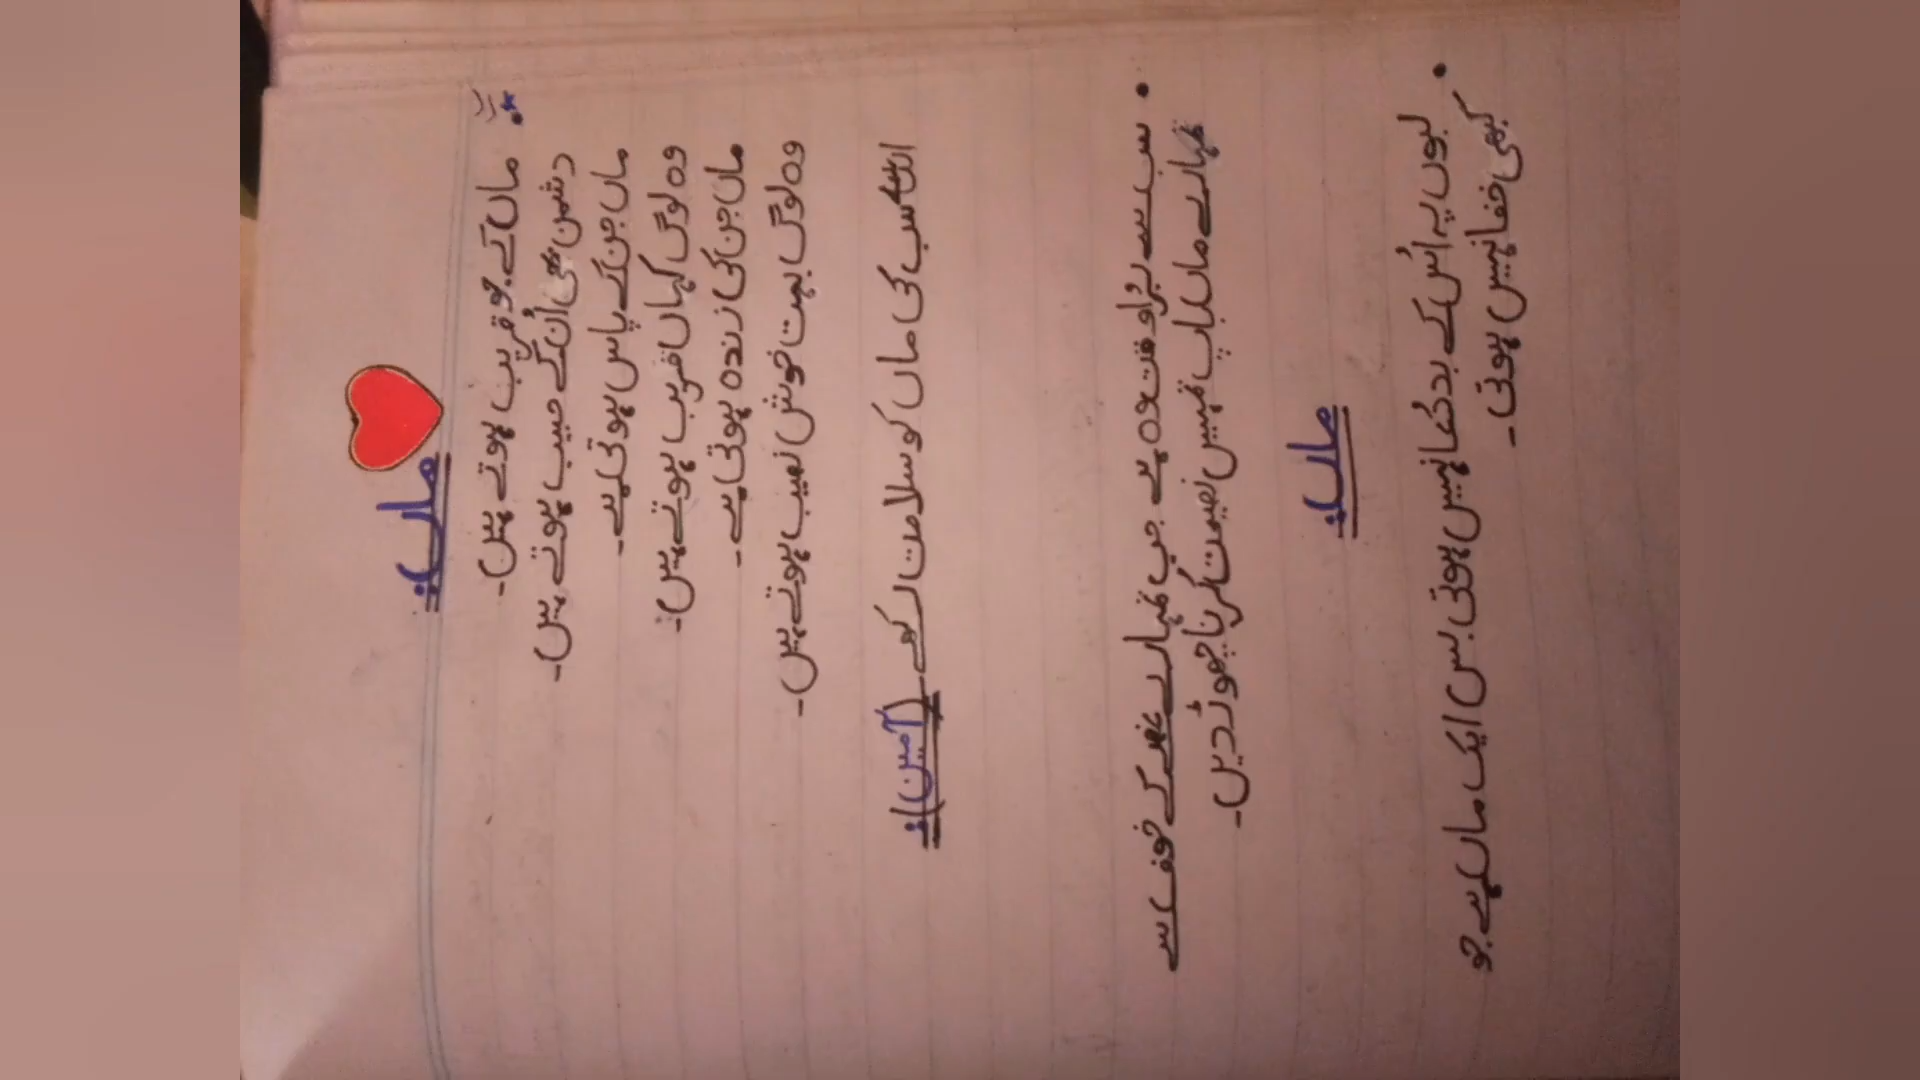 ماں:
ماں کے جو قریب ہوتے ہیں۔
دشمن بھی اُن کے حبیب ہوتے ہیں۔
ماں جن کے پاس ہوتی ہے۔
وہ لوگ کہاں غریب ہوتے ہیں۔
ماں جن کی زندہ ہوتی ہے۔
وہ لوگ بہت خوش نصیب ہوتے ہیں۔
اللہ سب کی ماں کو سلامت رکھے (آمین):
• سب سے بُرا وقت وہ ہے جب تمہارے غصہ کے خوف سے
تمہارے ماں باپ تمہیں نصیحت کرنا چھوڑ دیں۔
ماں:
• لبوں پہ اُس کے بددُعا نہیں ہوتی بس ایک ماں ہے جو
کبھی خفا نہیں ہوتی۔